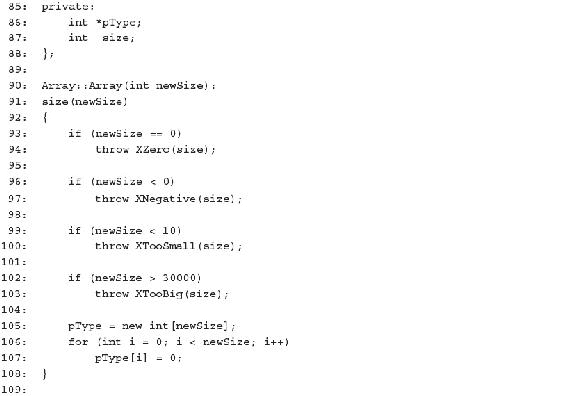 85: private:
86:     int *pType;
87:     int  size;
88: };
89:
90: Array::Array(int newSize):
91: size(newSize)
92: {
93:     if (newSize == 0)
94:         throw XZero(size);
95:
96:     if (newSize < 0)
97:         throw XNegative(size);
98:
99:     if (newSize < 10)
100:         throw XTooSmall(size);
101:
102:     if (newSize > 30000)
103:         throw XTooBig(size);
104:
105:     pType = new int[newSize];
106:     for (int i = 0; i < newSize; i++)
107:         pType[i] = 0;
108: }
109: